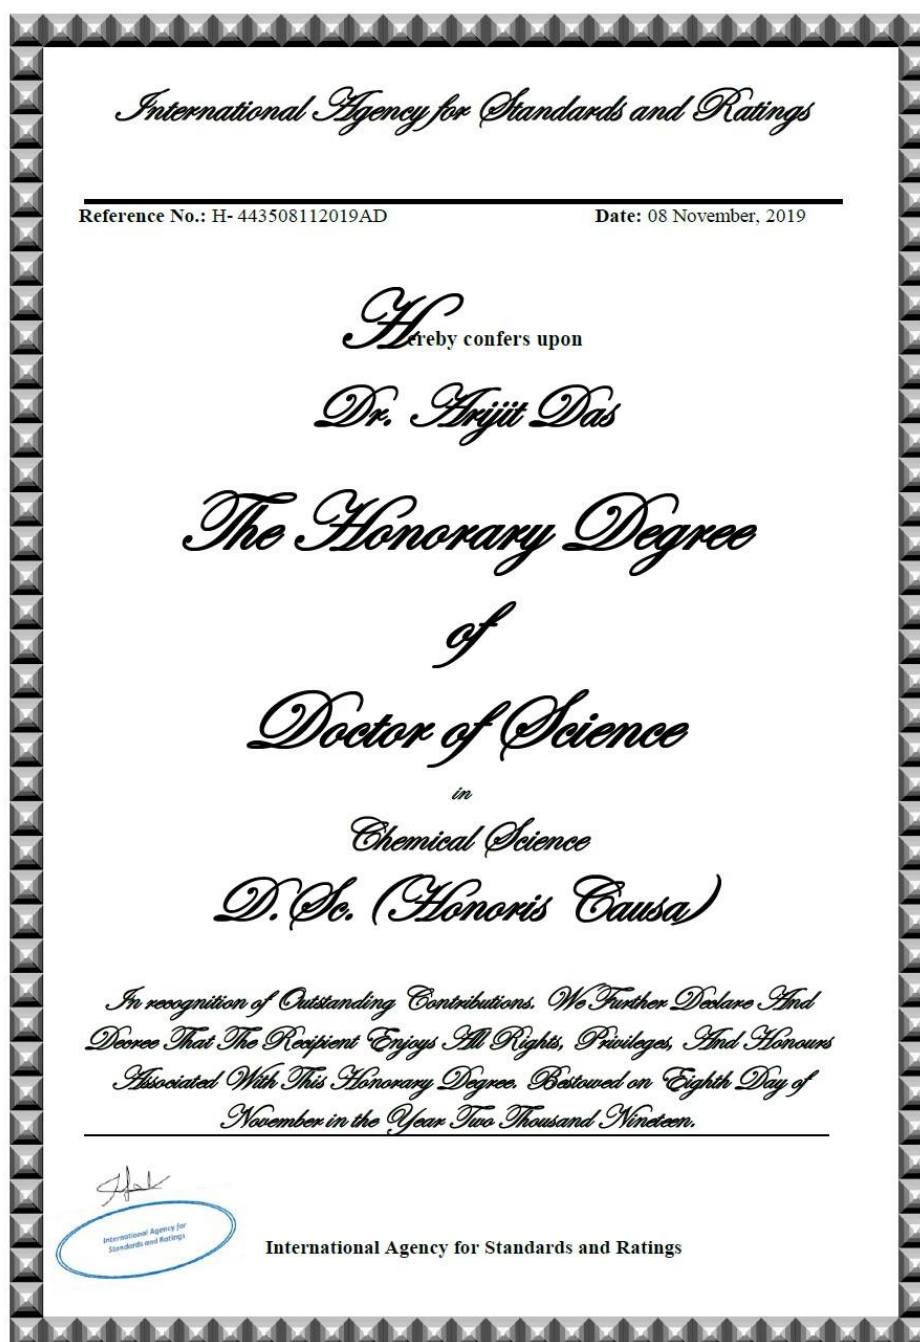 International Agency for Standards and Ratings
Reference No.: H- 443508112019AD Date: 08 November, 2019
Hereby confers upon
Dr. Arijit Das
The Honorary Degree
of
Doctor of Science
in
Chemical Science
D.Sc. (Honoris Causa)
In recognition of Outstanding Contributions. We Further Declare And
Decree That The Recipient Enjoys All Rights, Privileges, And Honours
Associated With This Honorary Degree. Bestowed on Eighth Day of
November in the Year Two Thousand Nineteen.
International Agency for
Standards and Ratings
International Agency for Standards and Ratings